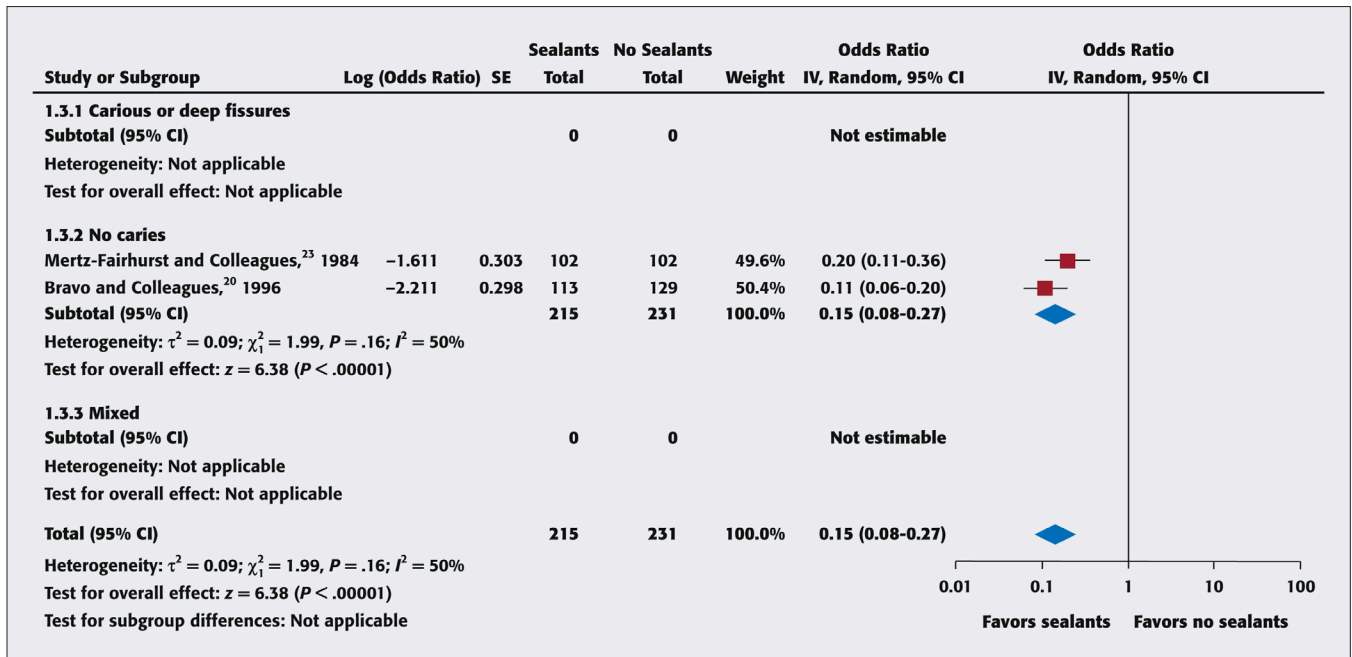 Sealants No Sealants Odds Ratio Odds Ratio
Study or Subgroup Log (Odds Ratio) SE Total Total Weight IV, Random, 95% CI IV, Random, 95% CI
1.3.1 Carious or deep fissures
Subtotal (95% CI) 0 0 Not estimable
Heterogeneity: Not applicable
Test for overall effect: Not applicable
1.3.2 No caries
Mertz-Fairhurst and Colleagues,²³ 1984 −1.611 0.303 102 102 49.6% 0.20 (0.11-0.36)
Bravo and Colleagues,²⁰ 1996 −2.211 0.298 113 129 50.4% 0.11 (0.06-0.20)
Subtotal (95% CI) 215 231 100.0% 0.15 (0.08-0.27)
Heterogeneity: τ² = 0.09; χ²₁ = 1.99, P = .16; I² = 50%
Test for overall effect: z = 6.38 (P < .00001)
1.3.3 Mixed
Subtotal (95% CI) 0 0 Not estimable
Heterogeneity: Not applicable
Test for overall effect: Not applicable
Total (95% CI) 215 231 100.0% 0.15 (0.08-0.27)
Heterogeneity: τ² = 0.09; χ²₁ = 1.99, P = .16; I² = 50%
Test for overall effect: z = 6.38 (P < .00001)
Test for subgroup differences: Not applicable
0.01 0.1 1 10 100
Favors sealants Favors no sealants